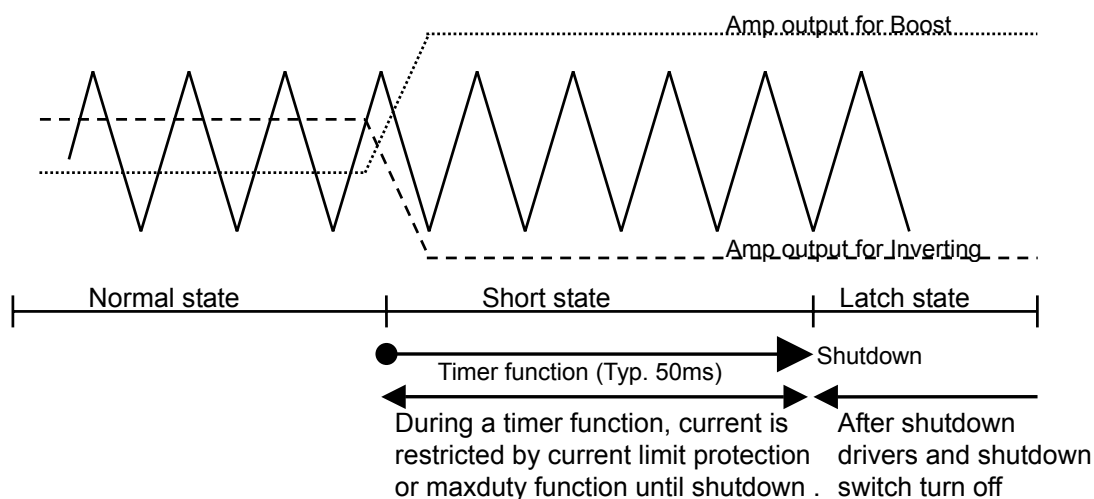 Amp output for Boost
Amp output for Inverting
Normal state
Short state
Latch state
Shutdown
Timer function (Typ. 50ms)
During a timer function, current is
restricted by current limit protection
or maxduty function until shutdown .
After shutdown
drivers and shutdown
switch turn off